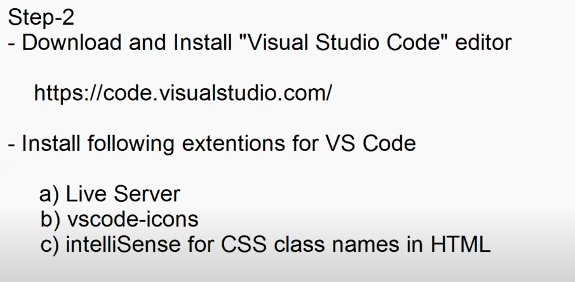 Step-2
- Download and Install "Visual Studio Code" editor
https://code.visualstudio.com/
- Install following extentions for VS Code
a) Live Server
b) vscode-icons
c) intelliSense for CSS class names in HTML